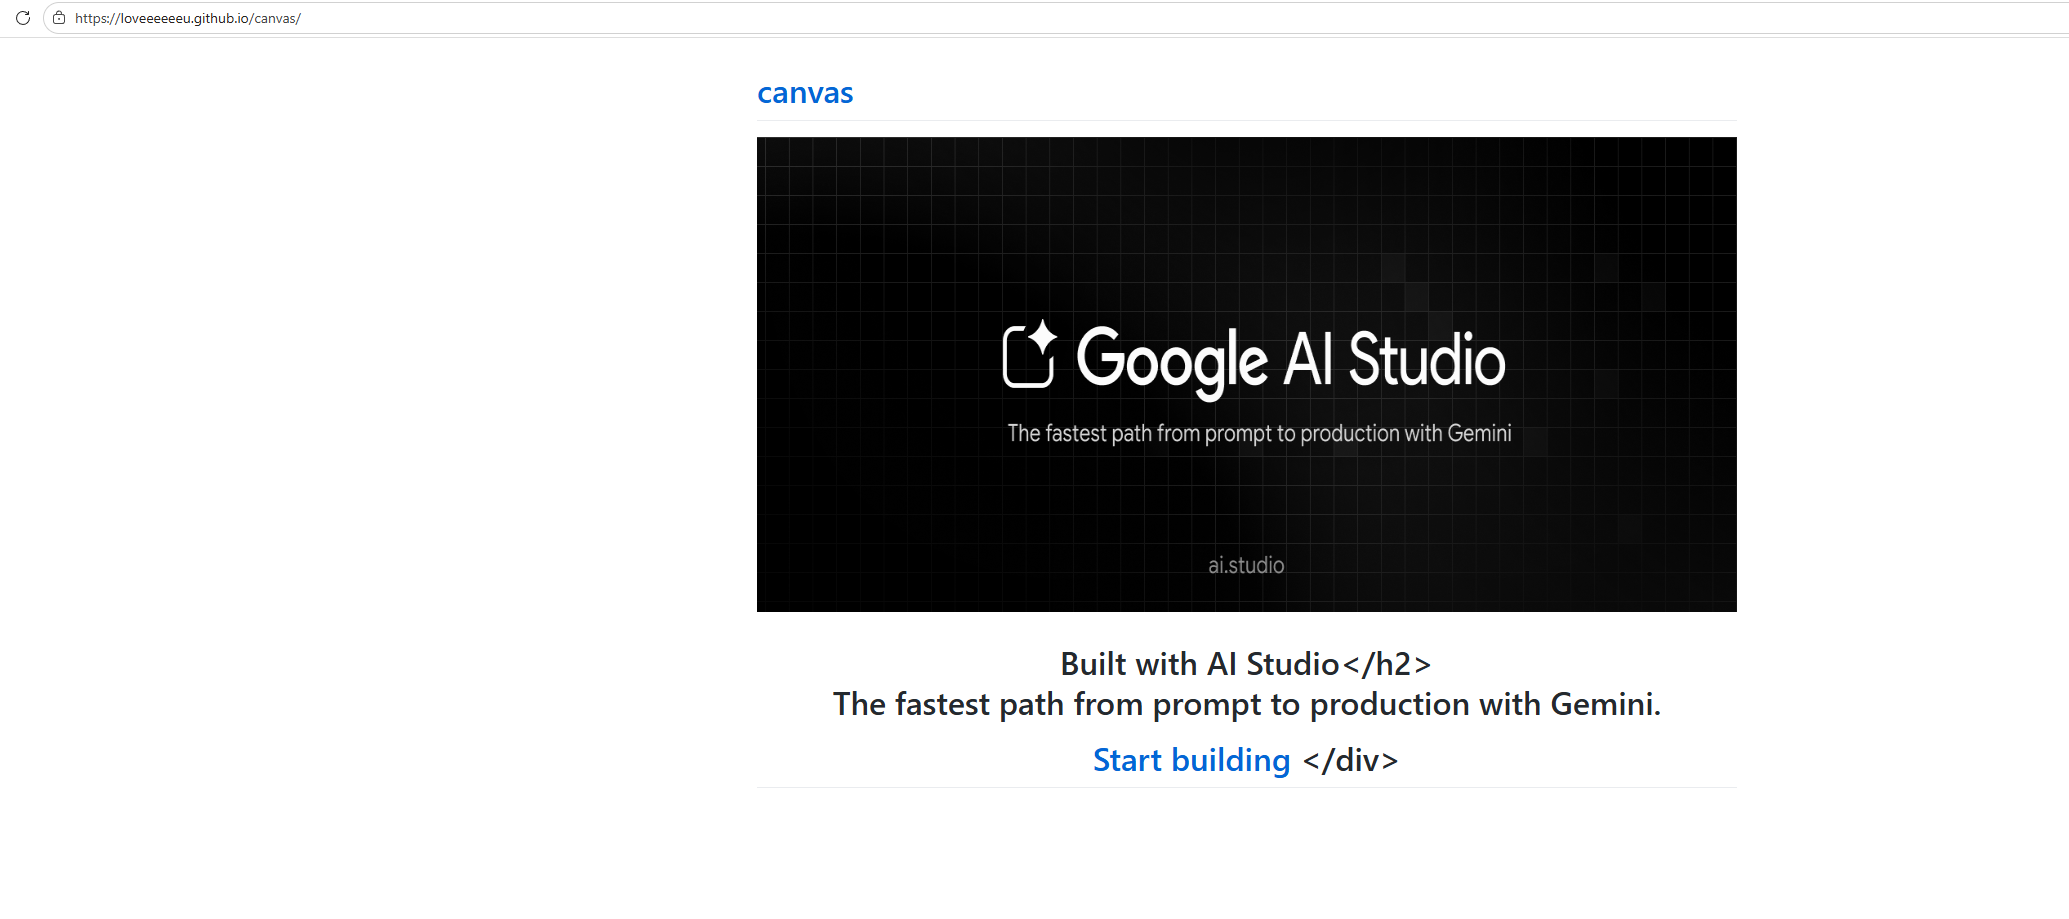 https://loveeeeeeu.github.io/canvas/
canvas
Google AI Studio
The fastest path from prompt to production with Gemini
ai.studio
Built with AI Studio</h2>
The fastest path from prompt to production with Gemini.
Start building </div>